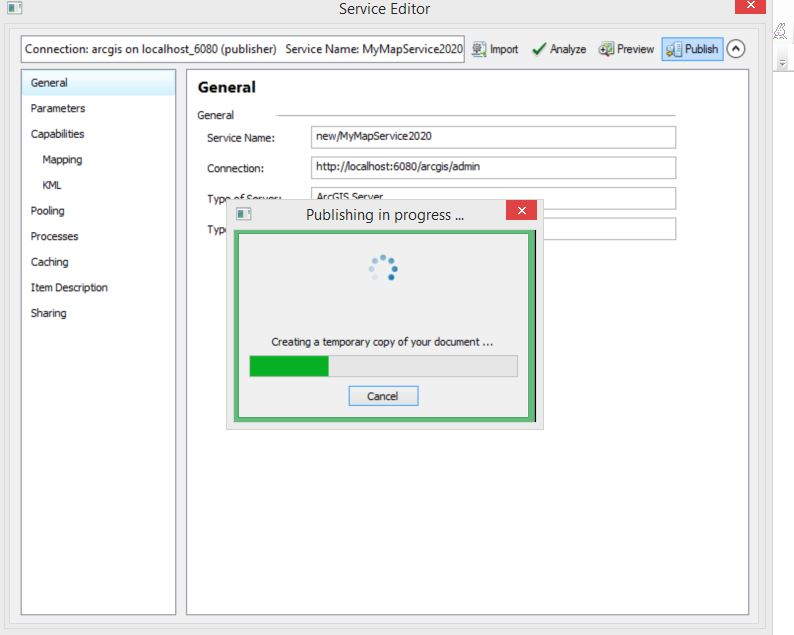 Service Editor
Connection: arcgis on localhost_6080 (publisher) Service Name: MyMapService2020 Import Analyze Preview Publish
General
Parameters
Capabilities
Mapping
KML
Pooling
Processes
Caching
Item Description
Sharing
General
General
Service Name: new/MyMapService2020
Connection: http://localhost:6080/arcgis/admin
Type of Server: ArcGIS Server
Typ
Publishing in progress ...
Creating a temporary copy of your document ...
Cancel